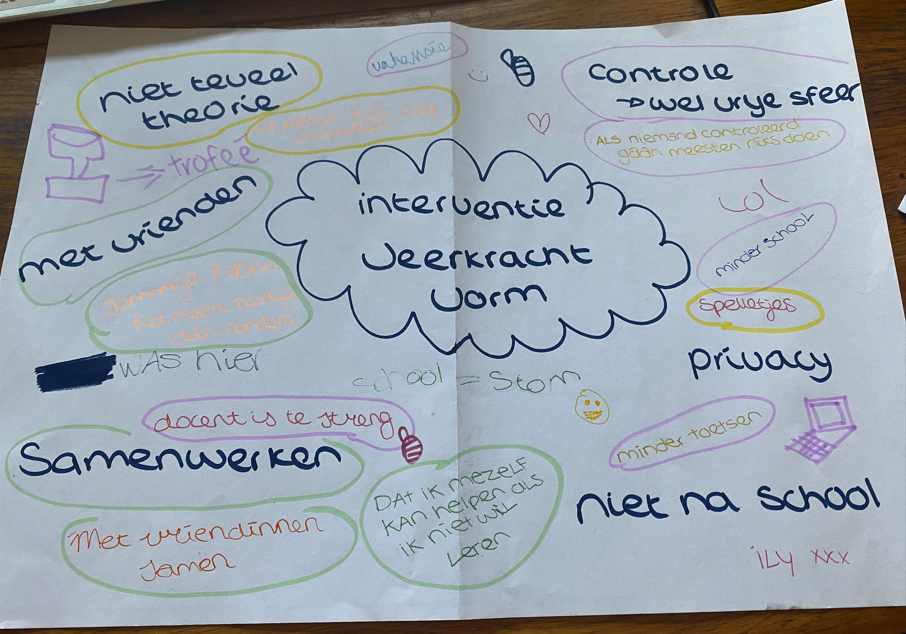 niet teveel
theorie
vakansie
controle
→ wel vrye sfeer
ALS niemand controleerd
gaan meesten niks doen
→ trofee
met vrienden
interventie
veerkracht
vorm
Lol
minder school
spelletjes
privacy
WAS hier
school = stom
docent is te streng
samenwerken
minder toetsen
DAt ik mezelf
KAN helpen als
ik niet wil
Leren
niet na school
Met vriendinnen
samen
iLy xxx